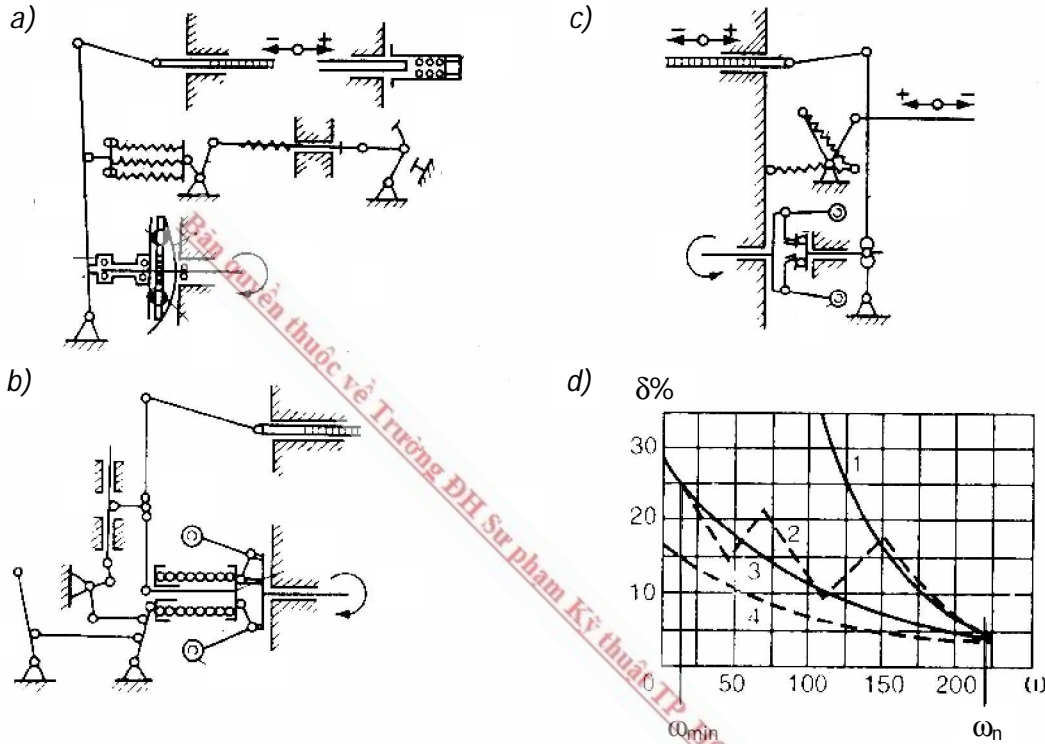 a)
− +
c)
− +
+ −
b)
d)
δ%
30
20
10
0 50 100 150 200 ω
1
2
3
4
ωmin ωn
Bản quyền thuộc về Trường ĐH Sư phạm Kỹ thuật TP.